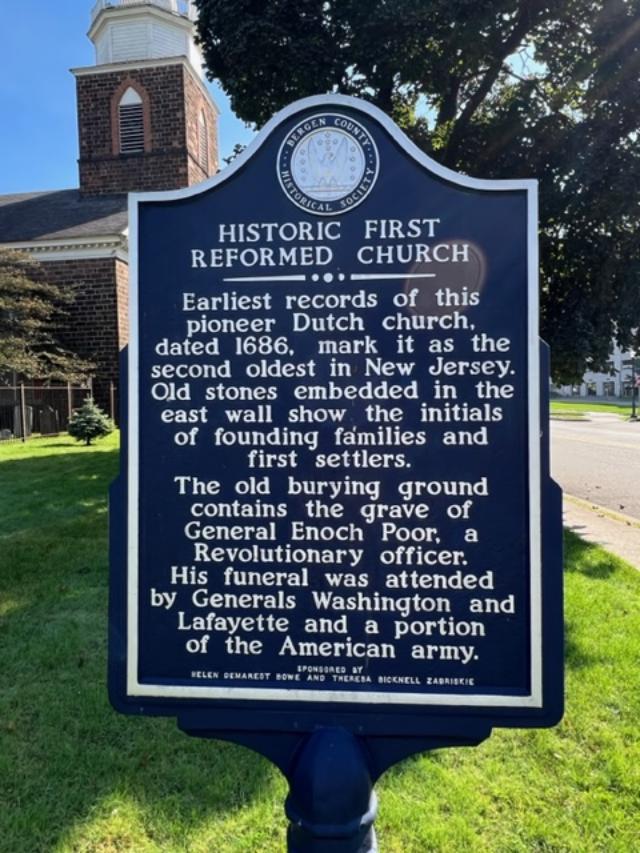 BERGEN COUNTY
HISTORICAL SOCIETY
HISTORIC FIRST
REFORMED CHURCH
Earliest records of this
pioneer Dutch church,
dated 1686, mark it as the
second oldest in New Jersey.
Old stones embedded in the
east wall show the initials
of founding families and
first settlers.
The old burying ground
contains the grave of
General Enoch Poor, a
Revolutionary officer.
His funeral was attended
by Generals Washington and
Lafayette and a portion
of the American army.
SPONSORED BY
HELEN DEMAREST BOWE AND THERESA BICKNELL ZABRISKIE